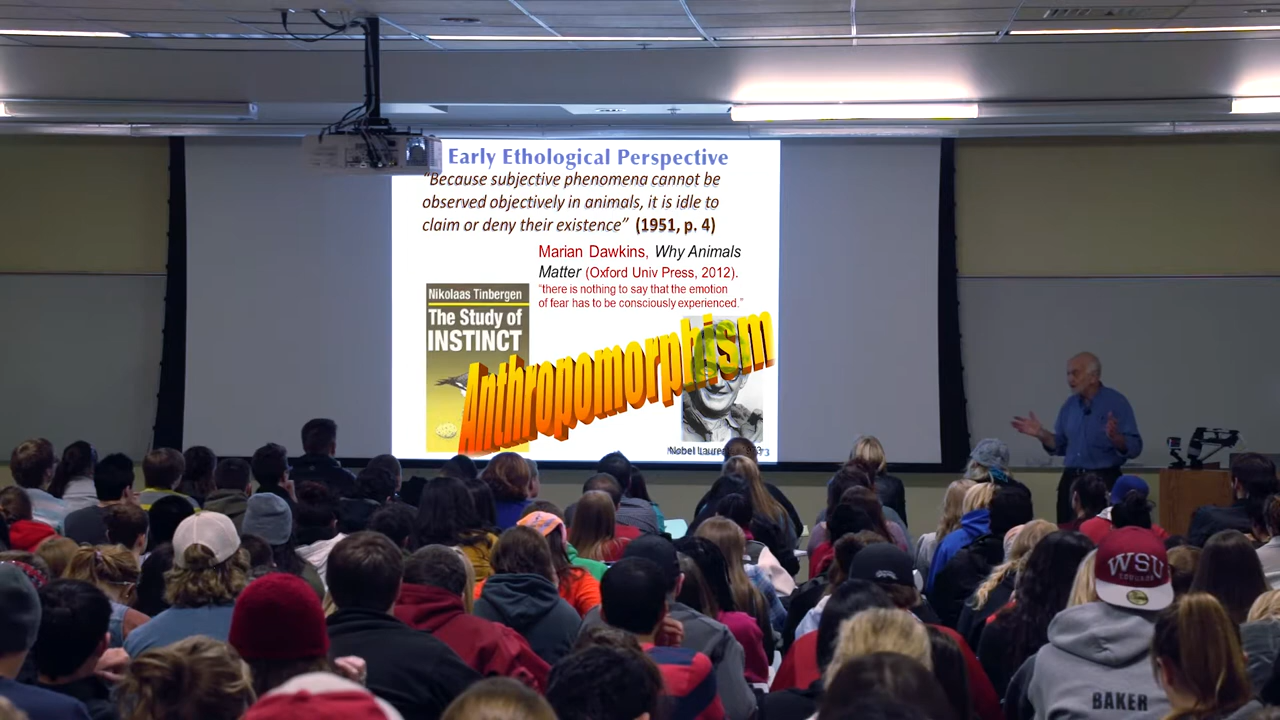 Early Ethological Perspective
"Because subjective phenomena cannot be
observed objectively in animals, it is idle to
claim or deny their existence" (1951, p. 4)
Marian Dawkins, Why Animals
Matter (Oxford Univ Press, 2012).
"there is nothing to say that the emotion
of fear has to be consciously experienced."
Nikolaas Tinbergen
The Study of
INSTINCT
Anthropomorphism
Nobel
WSU
COUGARS
BAKER